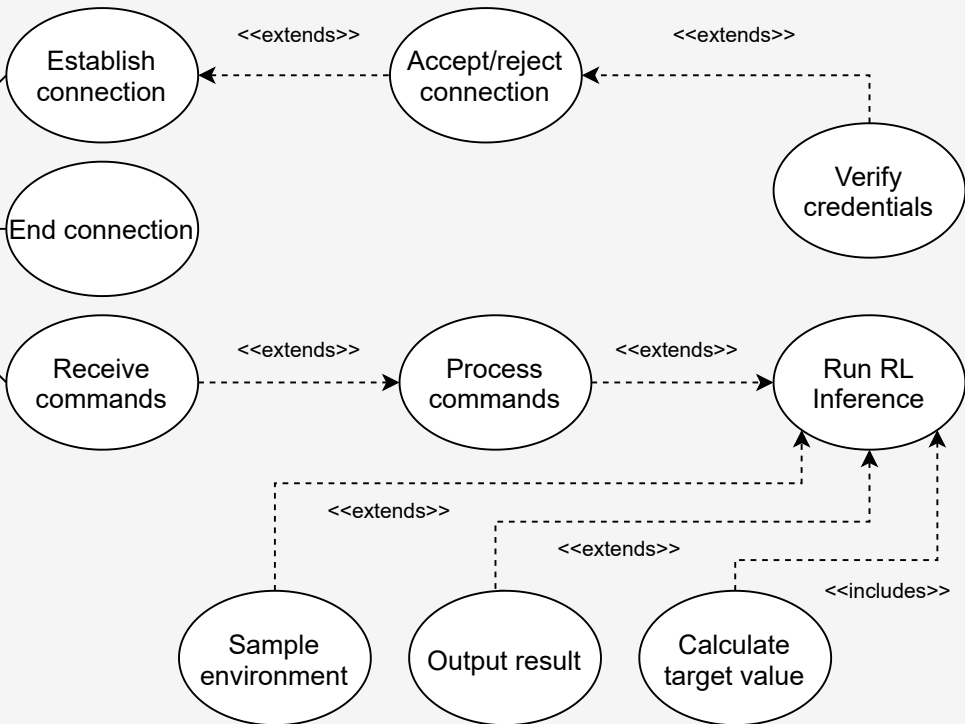 <<extends>>
<<extends>>
Establish
connection
Accept/reject
connection
Verify
credentials
End connection
<<extends>>
<<extends>>
Receive
commands
Process
commands
Run RL
Inference
<<extends>>
<<extends>>
<<includes>>
Sample
environment
Output result
Calculate
target value